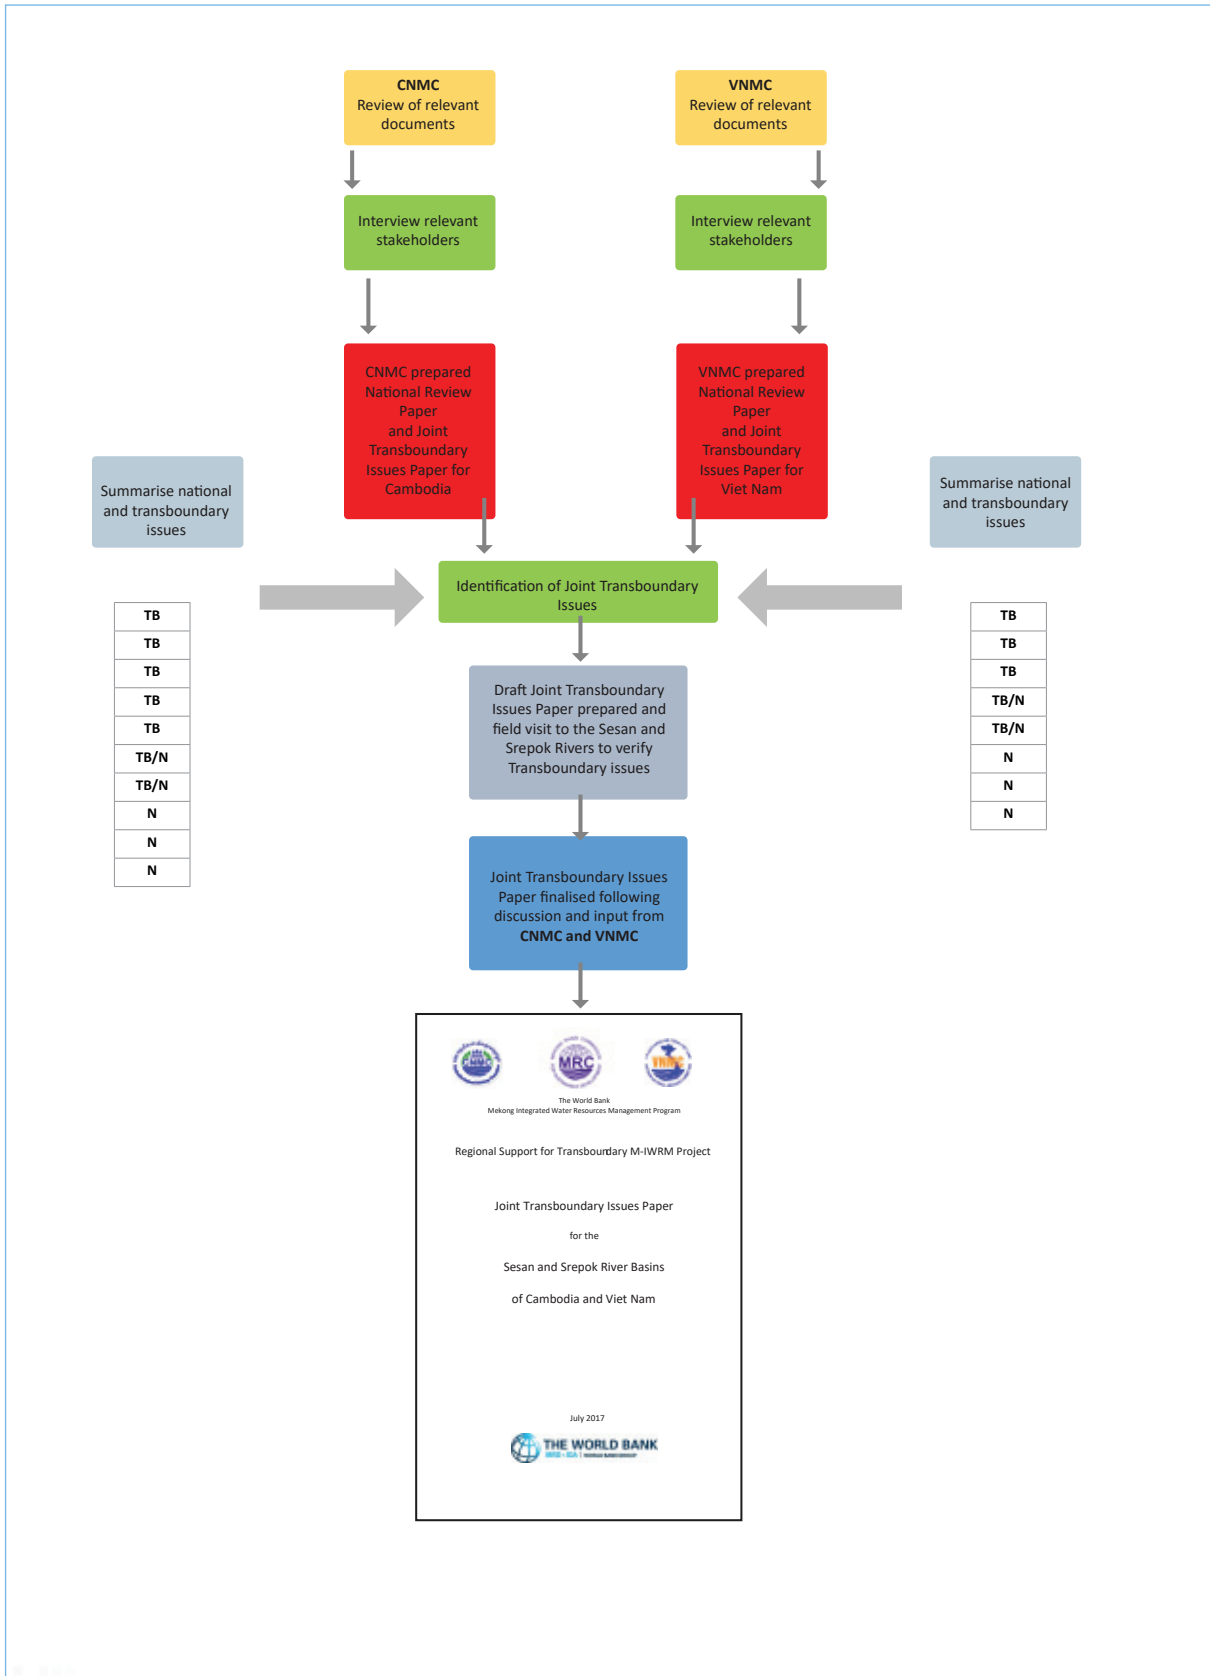 CNMC
Review of relevant
documents
VNMC
Review of relevant
documents
Interview relevant
stakeholders
Interview relevant
stakeholders
CNMC prepared
National Review
Paper
and Joint
Transboundary
Issues Paper for
Cambodia
VNMC prepared
National Review
Paper
and Joint
Transboundary
Issues Paper for
Viet Nam
Summarise national
and transboundary
issues
Summarise national
and transboundary
issues
Identification of Joint Transboundary
Issues
TB
TB
TB
TB
TB
TB/N
TB/N
N
N
N
TB
TB
TB
TB/N
TB/N
N
N
N
Draft Joint Transboundary
Issues Paper prepared and
field visit to the Sesan and
Srepok Rivers to verify
Transboundary issues
Joint Transboundary Issues
Paper finalised following
discussion and input from
CNMC and VNMC
CNMC
MRC
VNMC
The World Bank
Mekong Integrated Water Resources Management Program
Regional Support for Transboundary M-IWRM Project
Joint Transboundary Issues Paper
for the
Sesan and Srepok River Basins
of Cambodia and Viet Nam
July 2017
THE WORLD BANK
IBRD • IDA | WORLD BANK GROUP